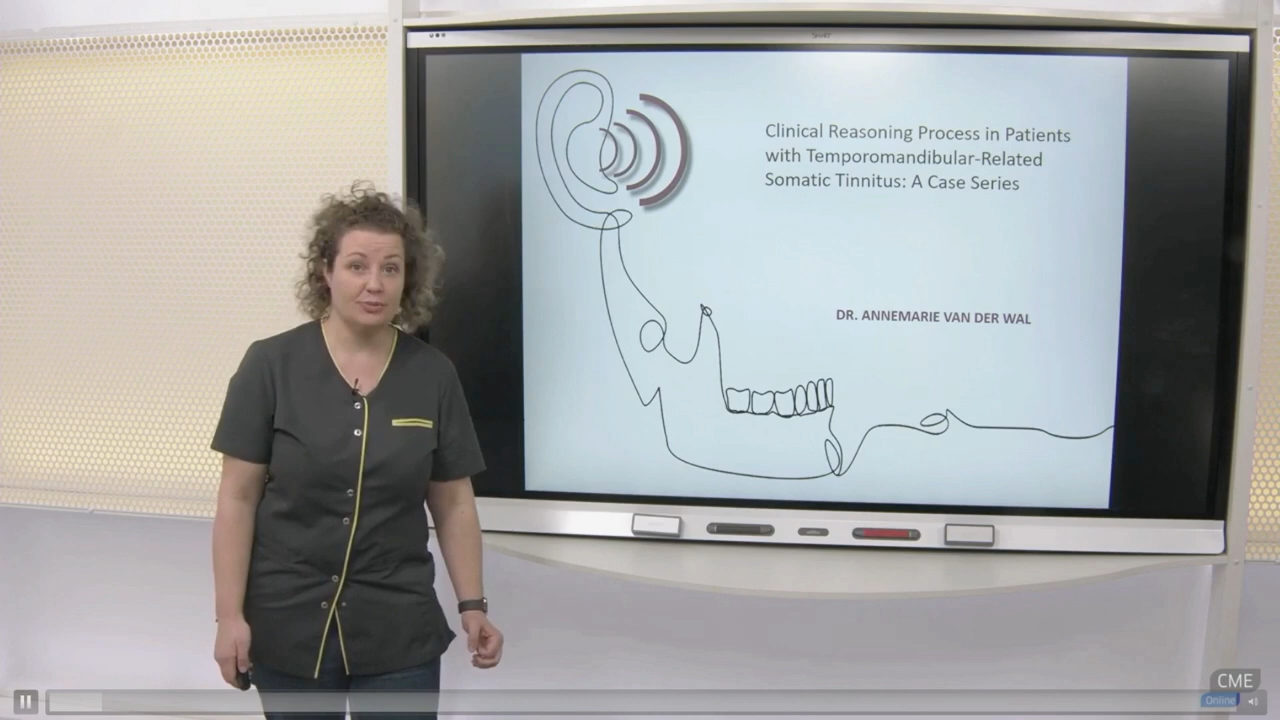 Clinical Reasoning Process in Patients
with Temporomandibular-Related
Somatic Tinnitus: A Case Series
DR. ANNEMARIE VAN DER WAL
CME
Online